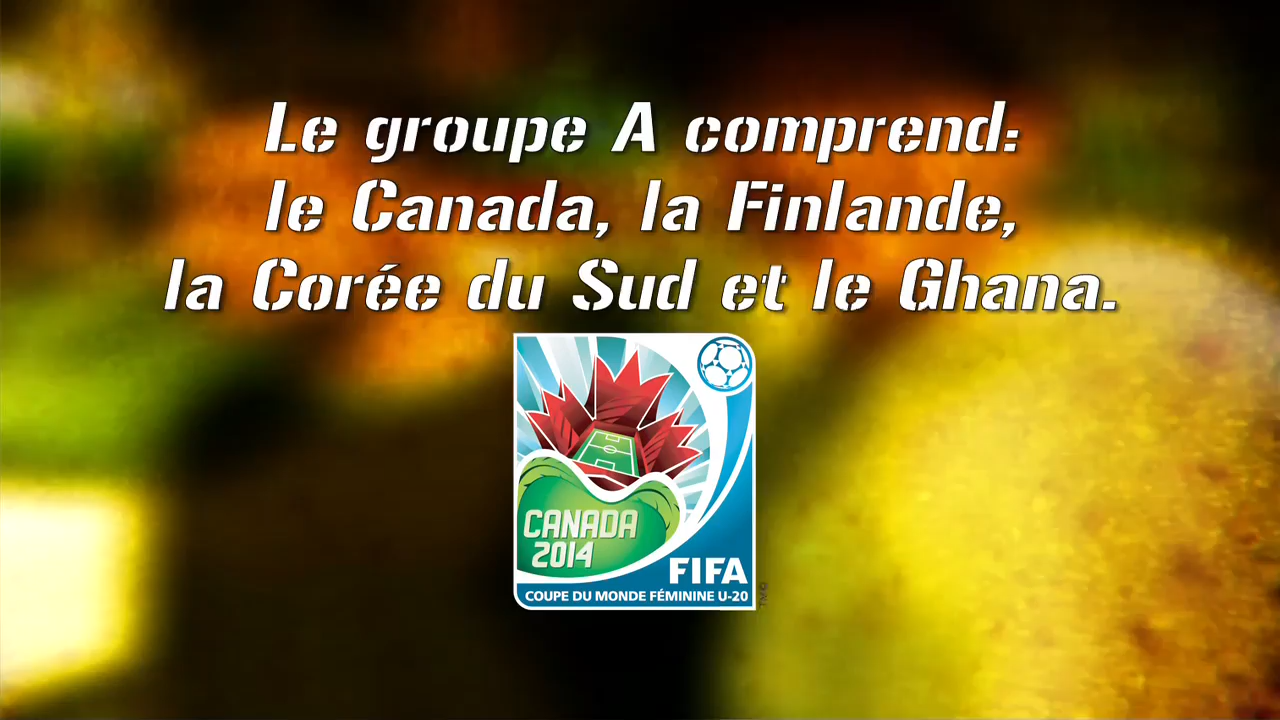 Le groupe A comprend:
le Canada, la Finlande,
la Corée du Sud et le Ghana.
CANADA
2014
FIFA
COUPE DU MONDE FÉMININE U-20
TM©